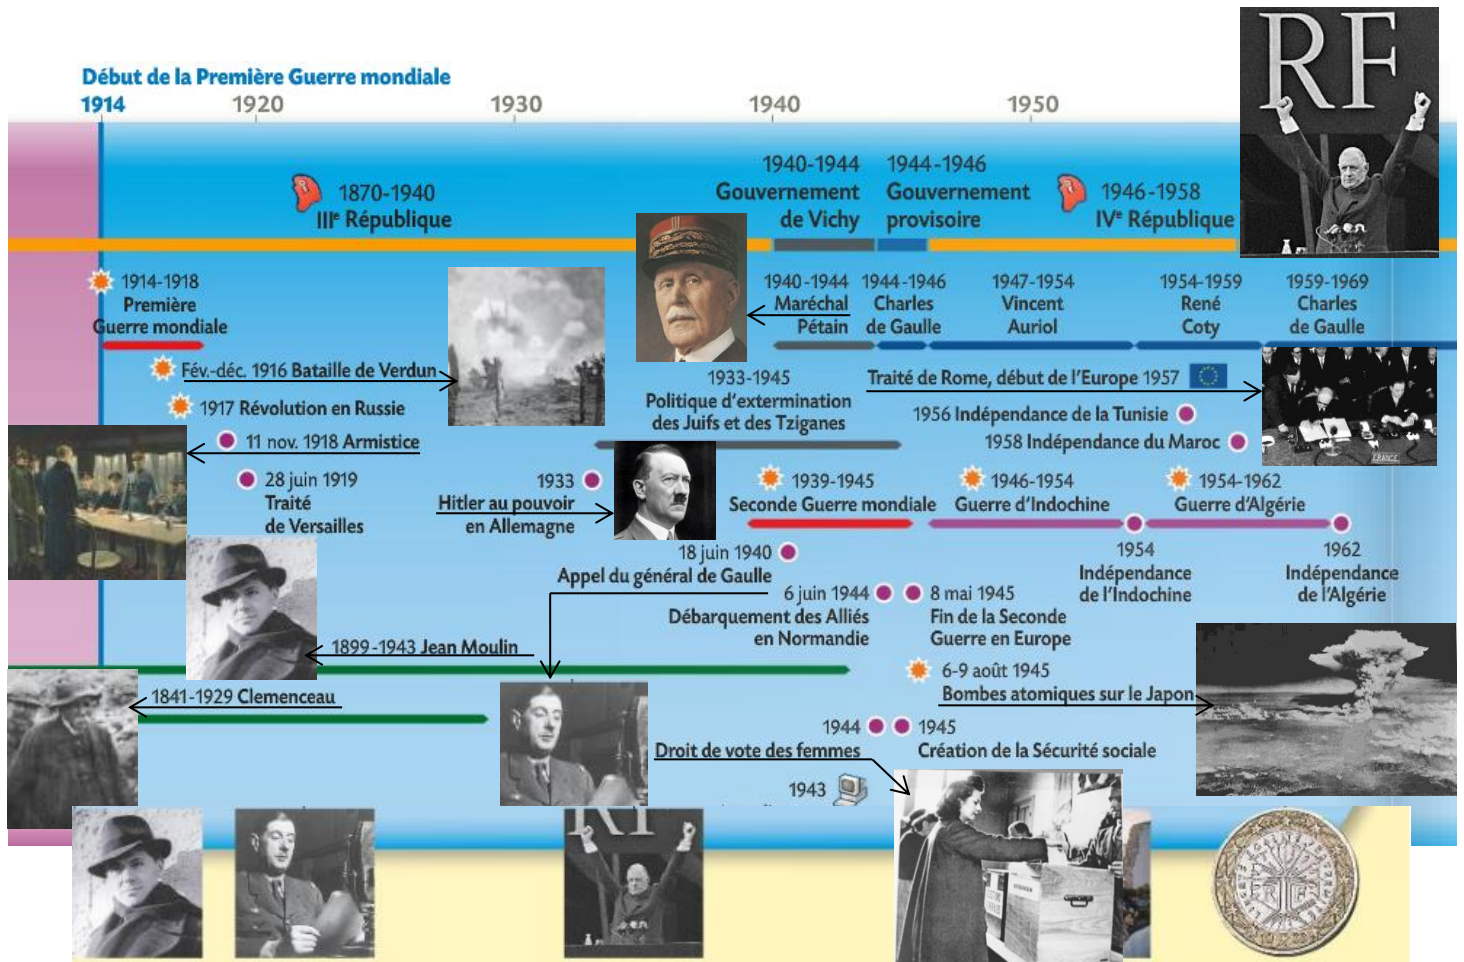 Début de la Première Guerre mondiale
1914
1920
1930
1940
1950
RF
1870-1940
IIIᵉ République
1940-1944
Gouvernement
de Vichy
1944-1946
Gouvernement
provisoire
1946-1958
IVᵉ République
1914-1918
Première
Guerre mondiale
1940-1944
Maréchal
Pétain
1944-1946
Charles
de Gaulle
1947-1954
Vincent
Auriol
1954-1959
René
Coty
1959-1969
Charles
de Gaulle
Fév.-déc. 1916 Bataille de Verdun
1917 Révolution en Russie
11 nov. 1918 Armistice
28 juin 1919
Traité
de Versailles
1933-1945
Politique d'extermination
des Juifs et des Tziganes
Traité de Rome, début de l'Europe 1957
1956 Indépendance de la Tunisie
1958 Indépendance du Maroc
FRANCE
1933
Hitler au pouvoir
en Allemagne
1939-1945
Seconde Guerre mondiale
1946-1954
Guerre d'Indochine
1954-1962
Guerre d'Algérie
18 juin 1940
Appel du général de Gaulle
1954
Indépendance
de l'Indochine
1962
Indépendance
de l'Algérie
6 juin 1944
Débarquement des Alliés
en Normandie
8 mai 1945
Fin de la Seconde
Guerre en Europe
1899-1943 Jean Moulin
6-9 août 1945
Bombes atomiques sur le Japon
1841-1929 Clemenceau
1944
Droit de vote des femmes
1945
Création de la Sécurité sociale
1943
RF
RF